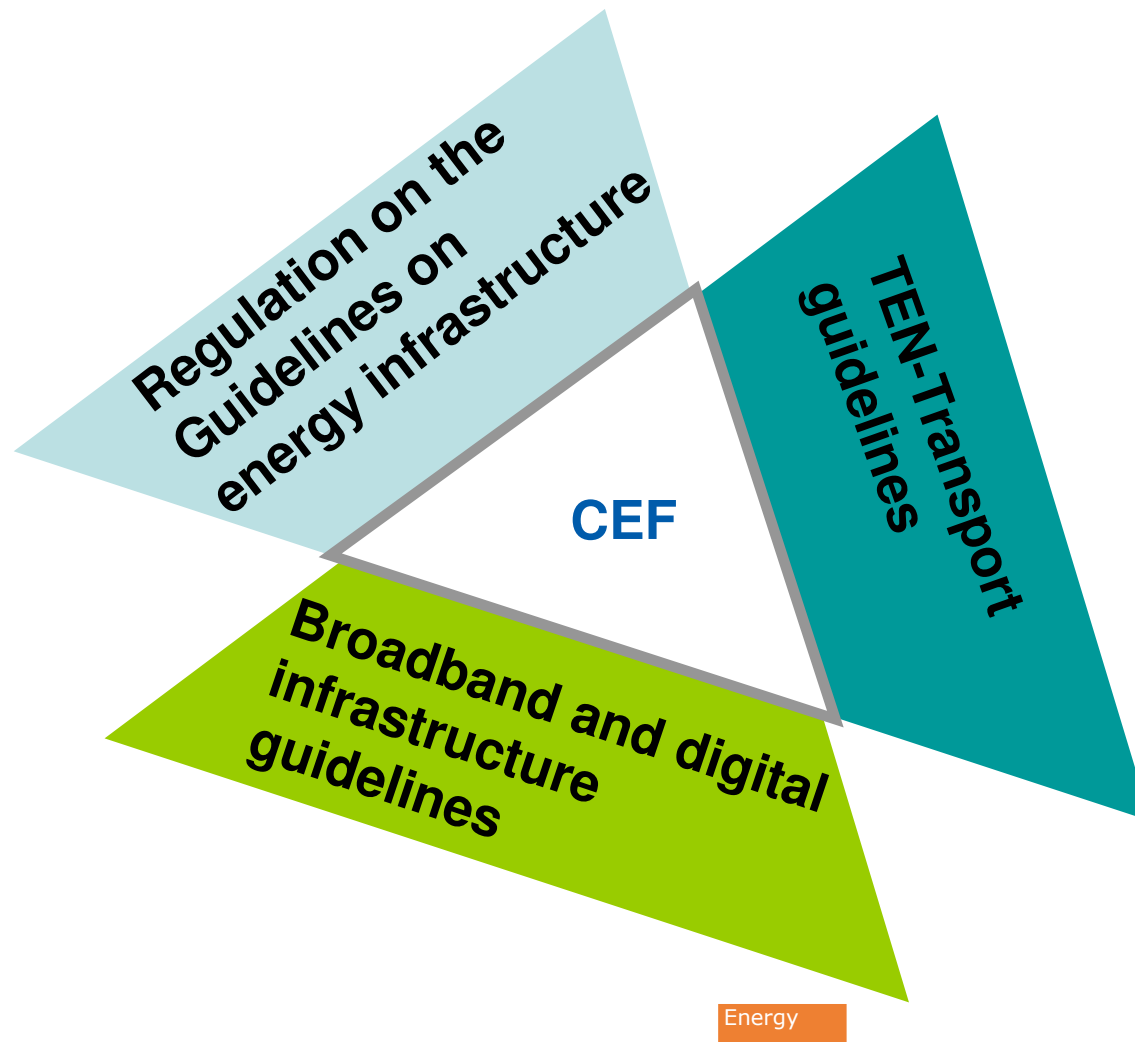 Regulation on the
Guidelines on
energy infrastructure
TEN-Transport
guidelines
CEF
Broadband and digital
infrastructure
guidelines
Energy